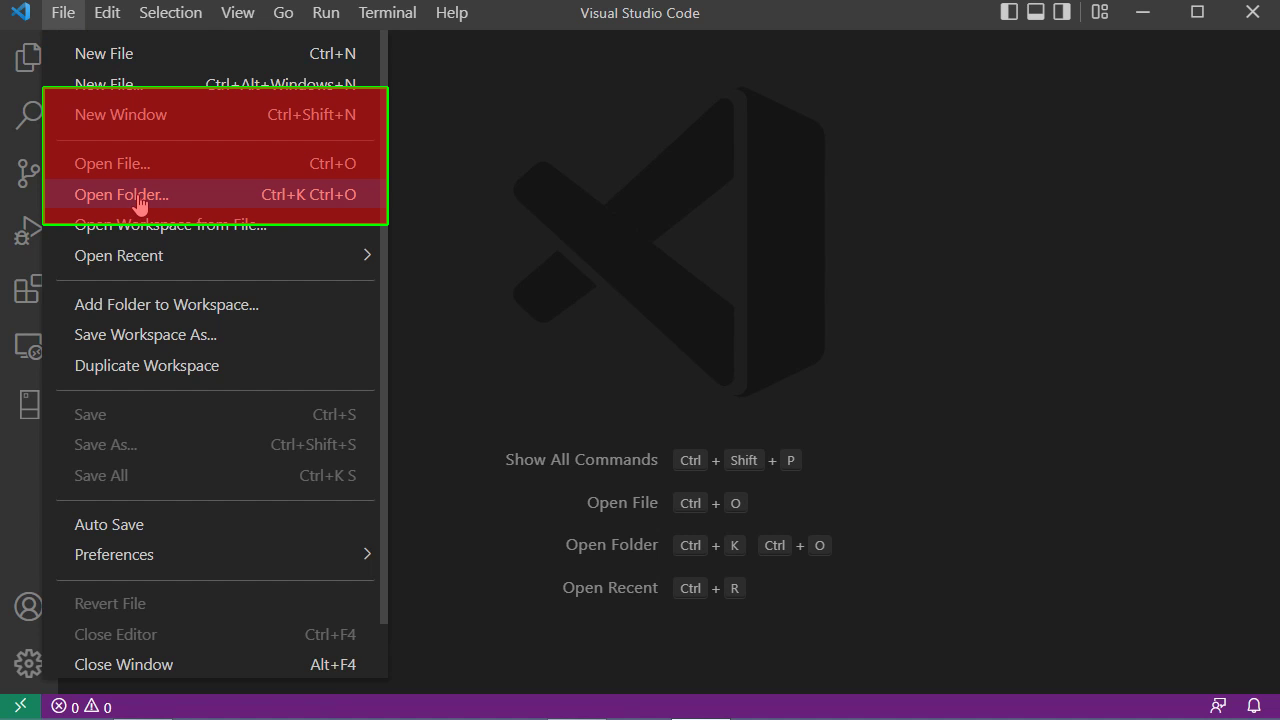 File Edit Selection View Go Run Terminal Help Visual Studio Code
New File Ctrl+N
New File... Ctrl+Alt+Windows+N
New Window Ctrl+Shift+N
Open File... Ctrl+O
Open Folder... Ctrl+K Ctrl+O
Open Workspace from File...
Open Recent
Add Folder to Workspace...
Save Workspace As...
Duplicate Workspace
Save Ctrl+S
Save As... Ctrl+Shift+S
Save All Ctrl+K S
Auto Save
Preferences
Revert File
Close Editor Ctrl+F4
Close Window Alt+F4
Show All Commands Ctrl + Shift + P
Open File Ctrl + O
Open Folder Ctrl + K Ctrl + O
Open Recent Ctrl + R
0 0